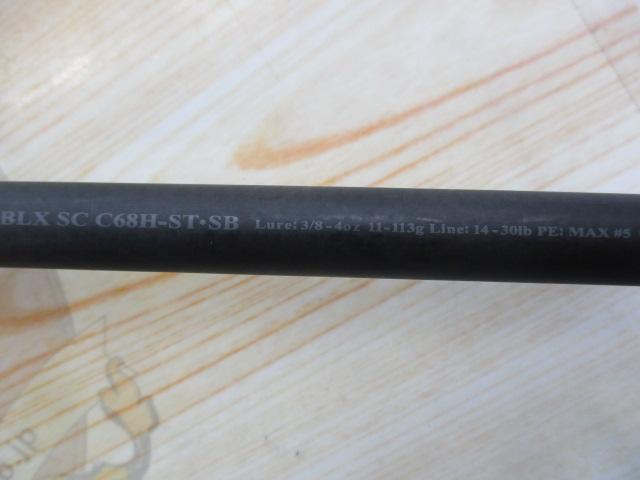 BLX SC C68H-ST·SB Lure: 3/8-4oz 11-113g Line: 14-30lb PE: MAX #5